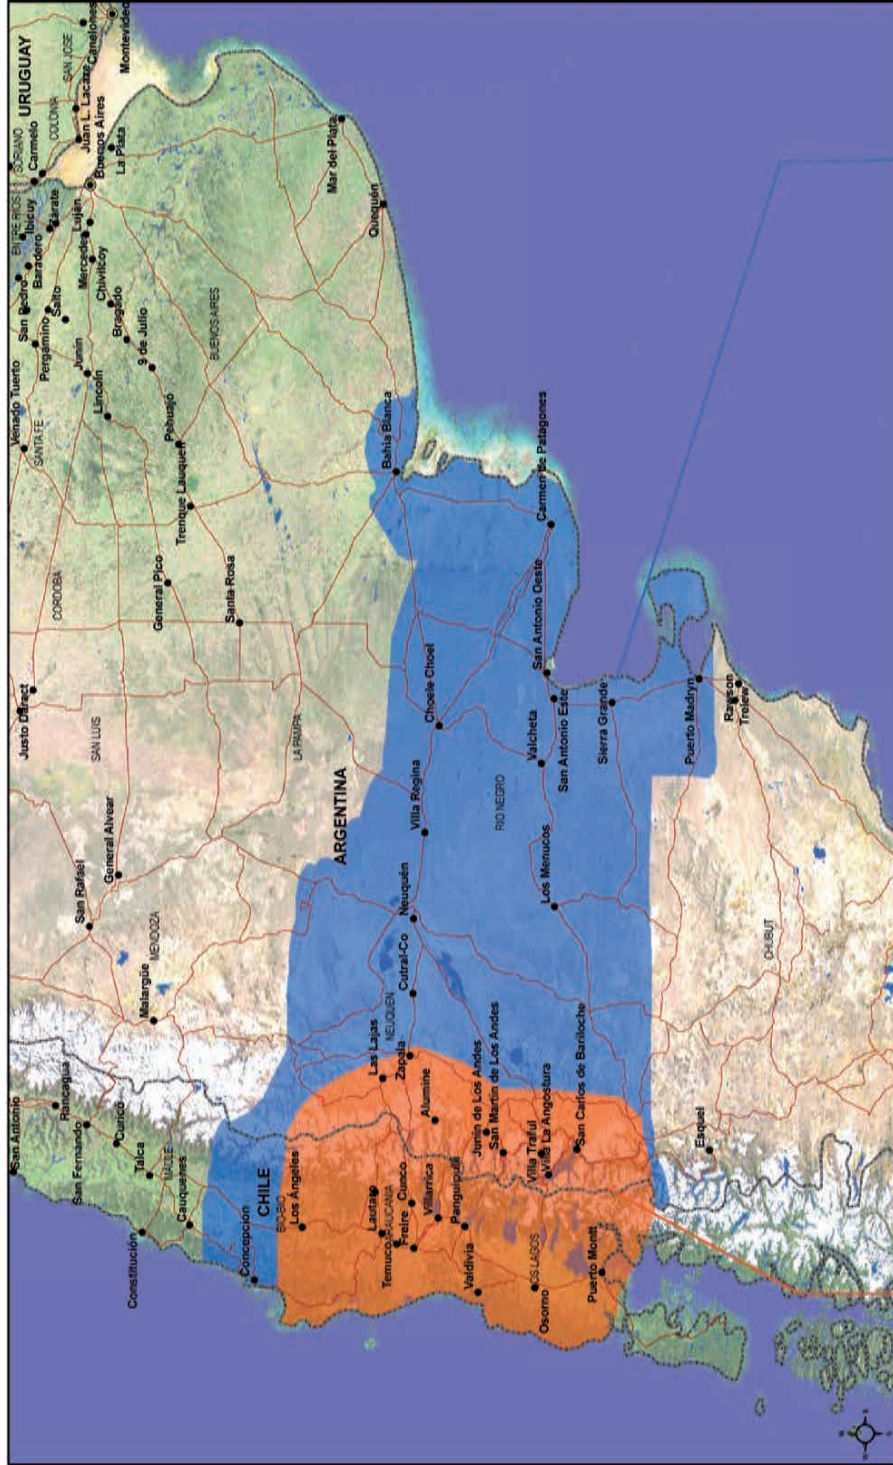 San Antonio
Rancagua
San Fernando
Curicó
Talca
MAULE
Constitución
Cauquenes
Concepción
CHILE
BIO-BIO
Los Angeles
Lautaro
Temuco
ARAUCANIA
Freire
Cunco
Villarrica
Panguipulli
Valdivia
OS LAGOS
Osorno
Puerto Montt
San Rafael
General Alvear
Malargüe
MENDOZA
Las Lajas
NEUQUEN
Zapala
Cutral-Co
Neuquén
Alumine
Junín de Los Andes
San Martín de Los Andes
Villa Traful
Villa La Angostura
San Carlos de Bariloche
Esquel
Justo Daract
SAN LUIS
CORDOBA
General Pico
Santa Rosa
LA PAMPA
ARGENTINA
Villa Regina
Choele Choel
RIO NEGRO
Los Menucos
Valcheta
San Antonio Oeste
San Antonio Este
Sierra Grande
Puerto Madryn
Rawson
Trelew
CHUBUT
Venado Tuerto
SANTA FE
San Pedro
Pergamino
Salto
Junín
Lincoln
Baradero
Ibicuy
ENTRE RIOS
Zárate
Luján
Mercedes
Chivilcoy
Bragado
9 de Julio
Pehuajó
Trenque Lauquen
BUENOS AIRES
Bahía Blanca
Carmen de Patagones
Mar del Plata
Quequón
SORIANO
URUGUAY
Carmelo
COLONIA
SAN JOSE
Juan L. Lacaze
Canelones
Montevideo
Buenos Aires
La Plata
N
W
E
S